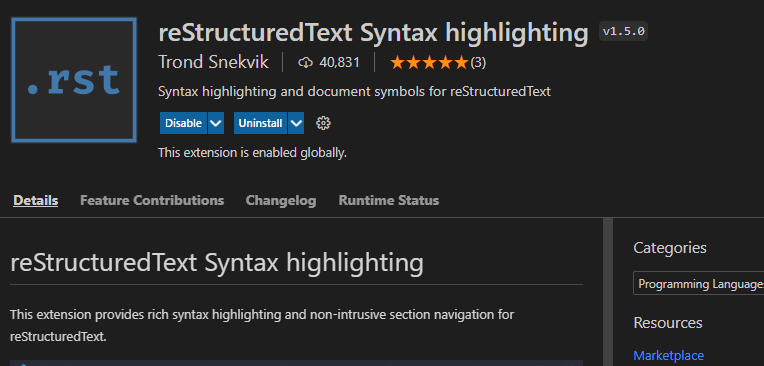 .rst
reStructuredText Syntax highlighting v1.5.0
Trond Snekvik 40,831 (3)
Syntax highlighting and document symbols for reStructuredText
Disable Uninstall
This extension is enabled globally.
Details Feature Contributions Changelog Runtime Status
reStructuredText Syntax highlighting
This extension provides rich syntax highlighting and non-intrusive section navigation for
reStructuredText.
Categories
Programming Languages
Resources
Marketplace